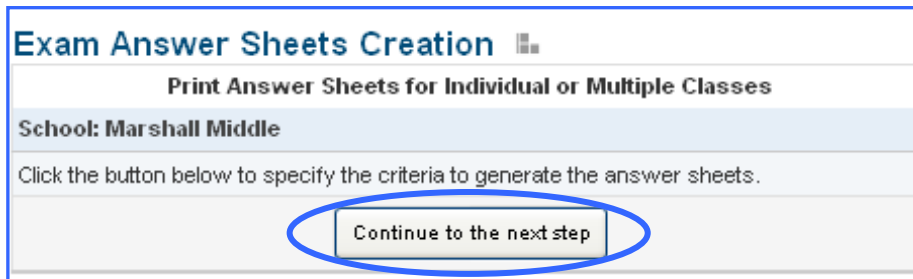 Exam Answer Sheets Creation
Print Answer Sheets for Individual or Multiple Classes
School: Marshall Middle
Click the button below to specify the criteria to generate the answer sheets.
Continue to the next step